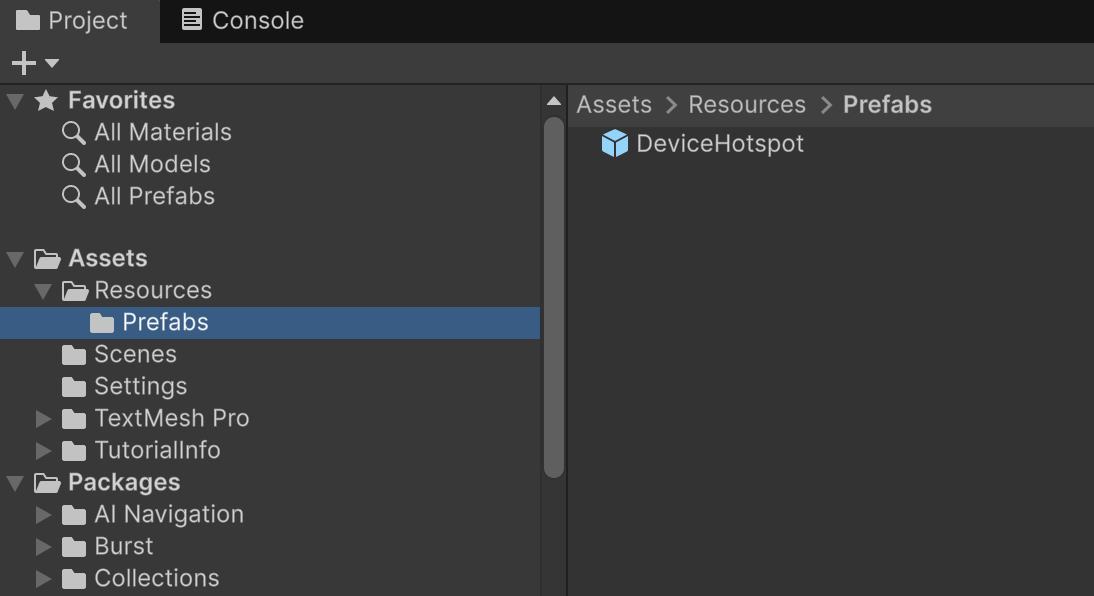 Project Console
Favorites
All Materials
All Models
All Prefabs
Assets
Resources
Prefabs
Scenes
Settings
TextMesh Pro
TutorialInfo
Packages
AI Navigation
Burst
Collections
Assets > Resources > Prefabs
DeviceHotspot